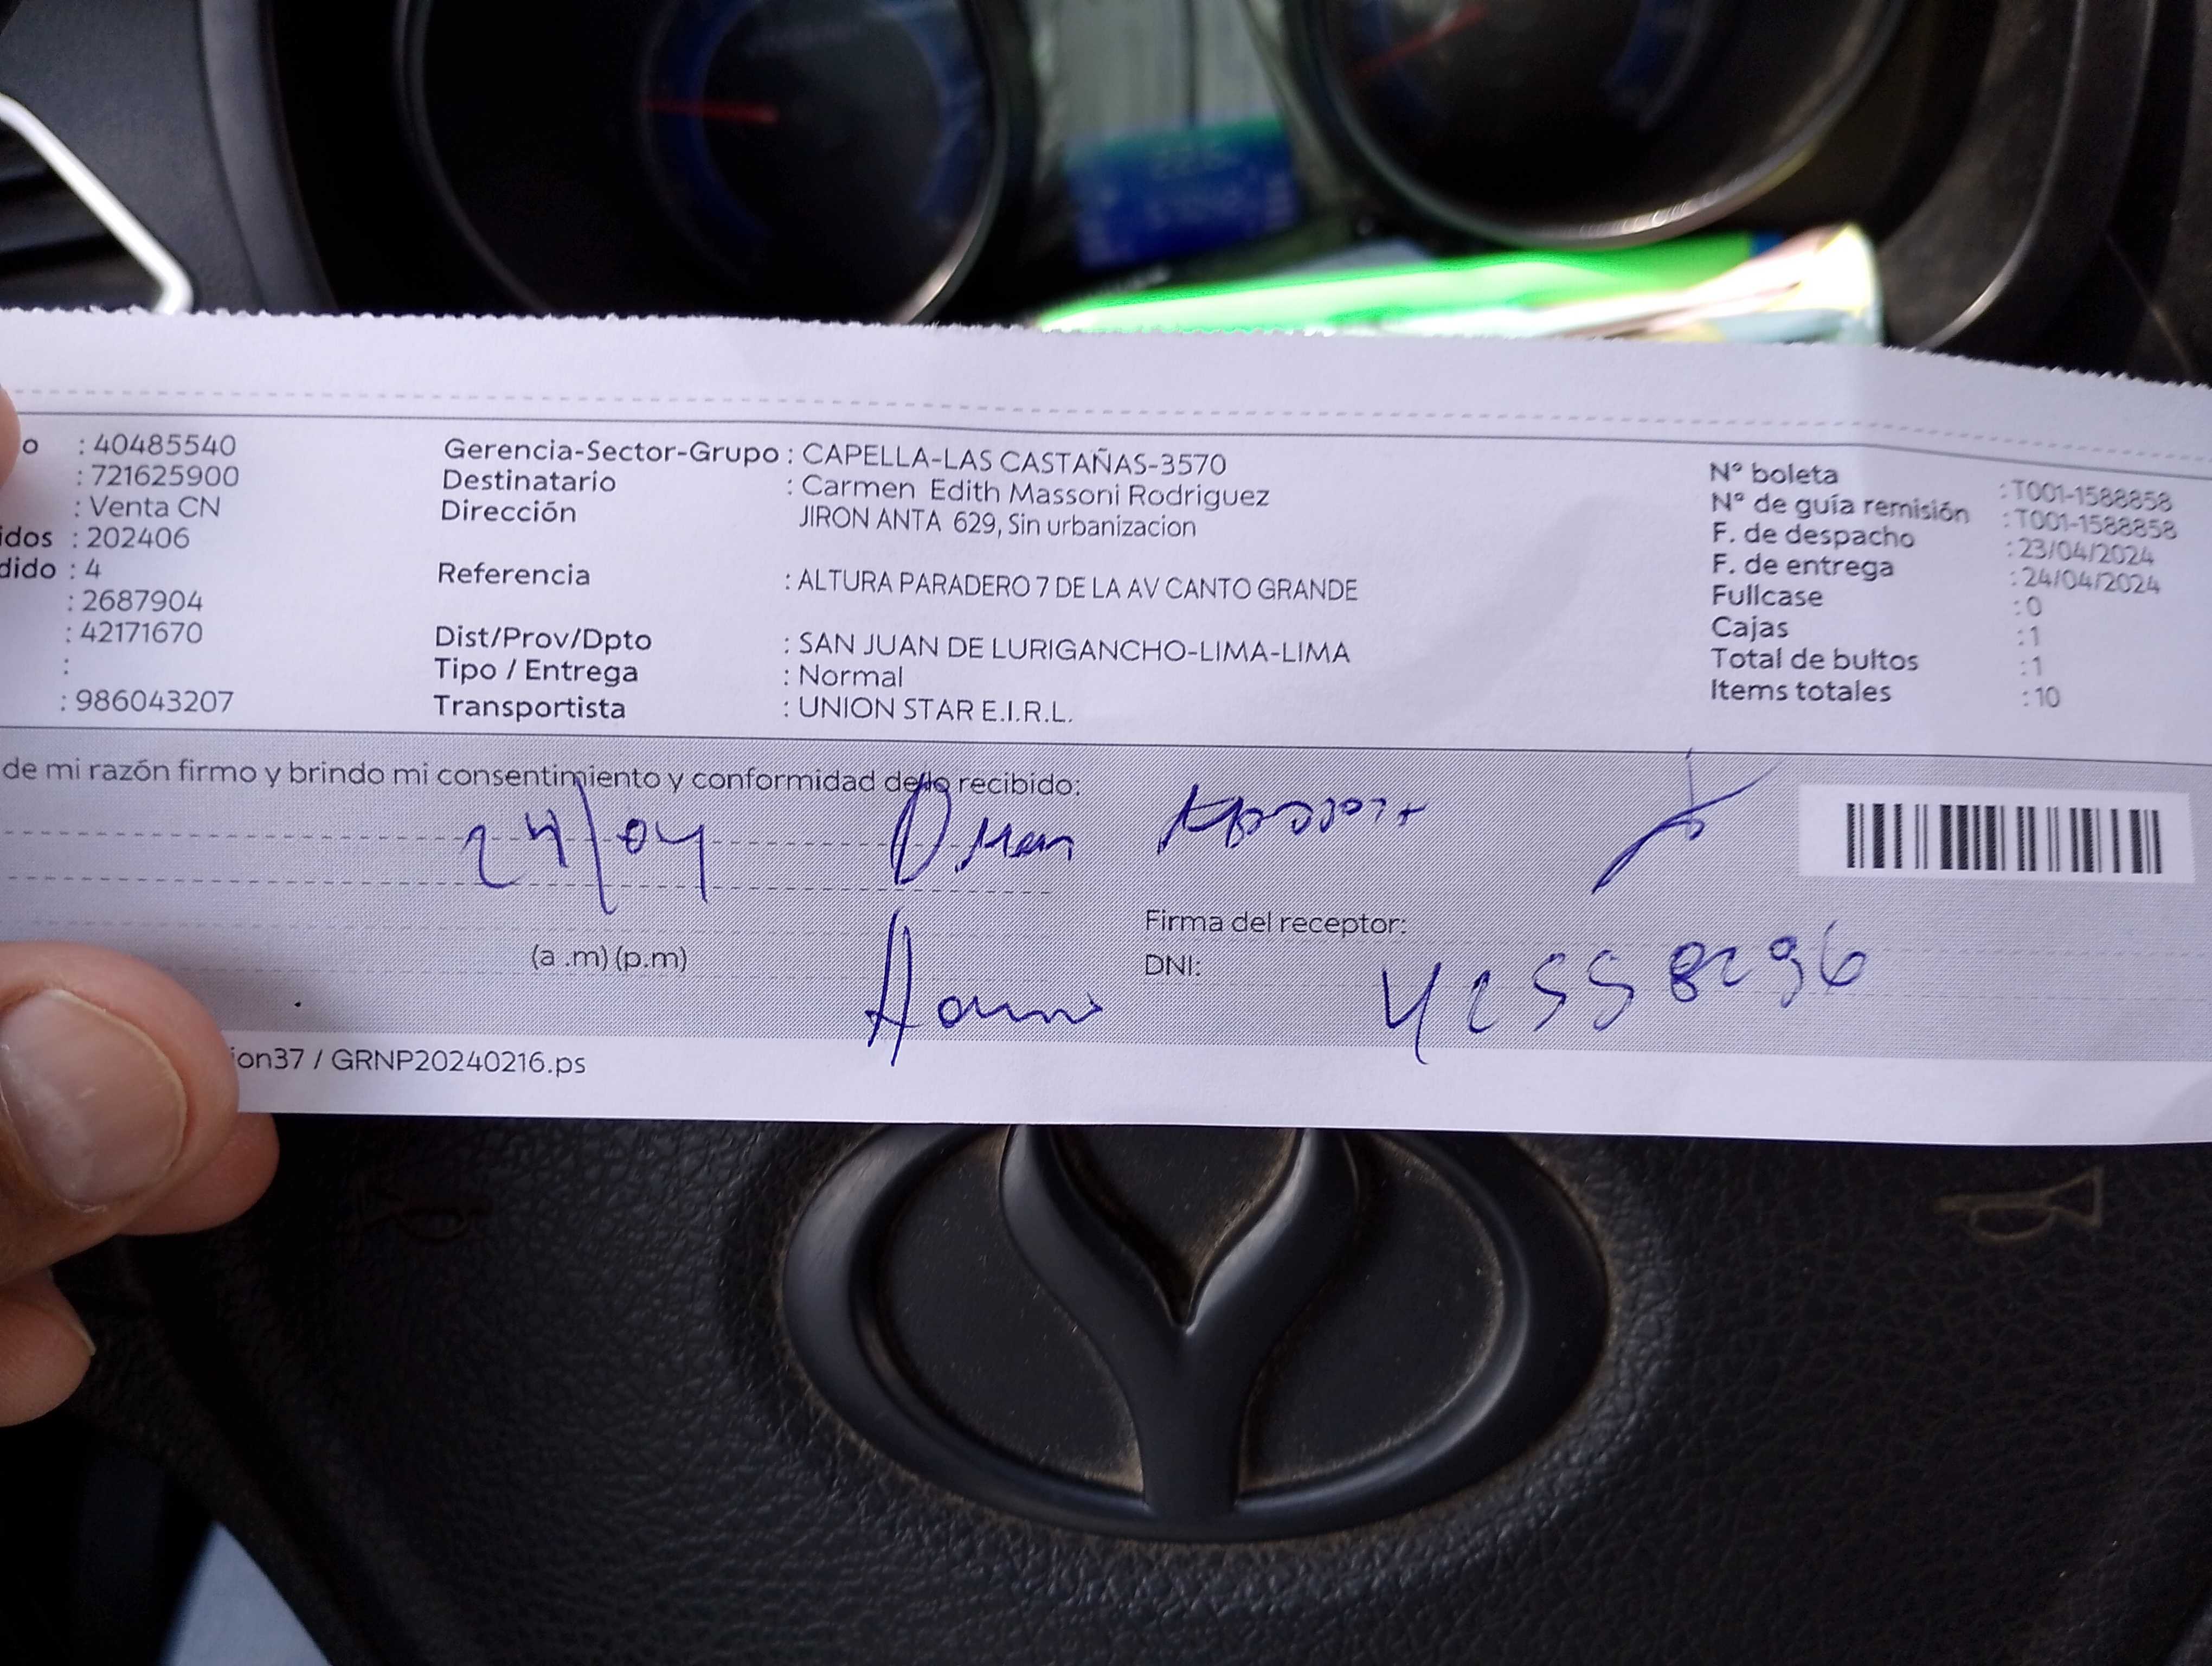 o : 40485540
: 721625900
: Venta CN
idos : 202406
dido : 4
: 2687904
: 42171670
:
: 986043207
Gerencia-Sector-Grupo : CAPELLA-LAS CASTAÑAS-3570
Destinatario : Carmen Edith Massoni Rodriguez
Dirección JIRON ANTA 629, Sin urbanizacion
Referencia : ALTURA PARADERO 7 DE LA AV CANTO GRANDE
Dist/Prov/Dpto : SAN JUAN DE LURIGANCHO-LIMA-LIMA
Tipo / Entrega : Normal
Transportista : UNION STAR E.I.R.L.
N° boleta : T001-1588858
N° de guía remisión : T001-1588858
F. de despacho : 23/04/2024
F. de entrega : 24/04/2024
Fullcase : 0
Cajas : 1
Total de bultos : 1
Items totales : 10
de mi razón firmo y brindo mi consentimiento y conformidad de lo recibido:
24/04
Firma del receptor:
(a .m) (p.m)
DNI: 42558296
ion37 / GRNP20240216.ps